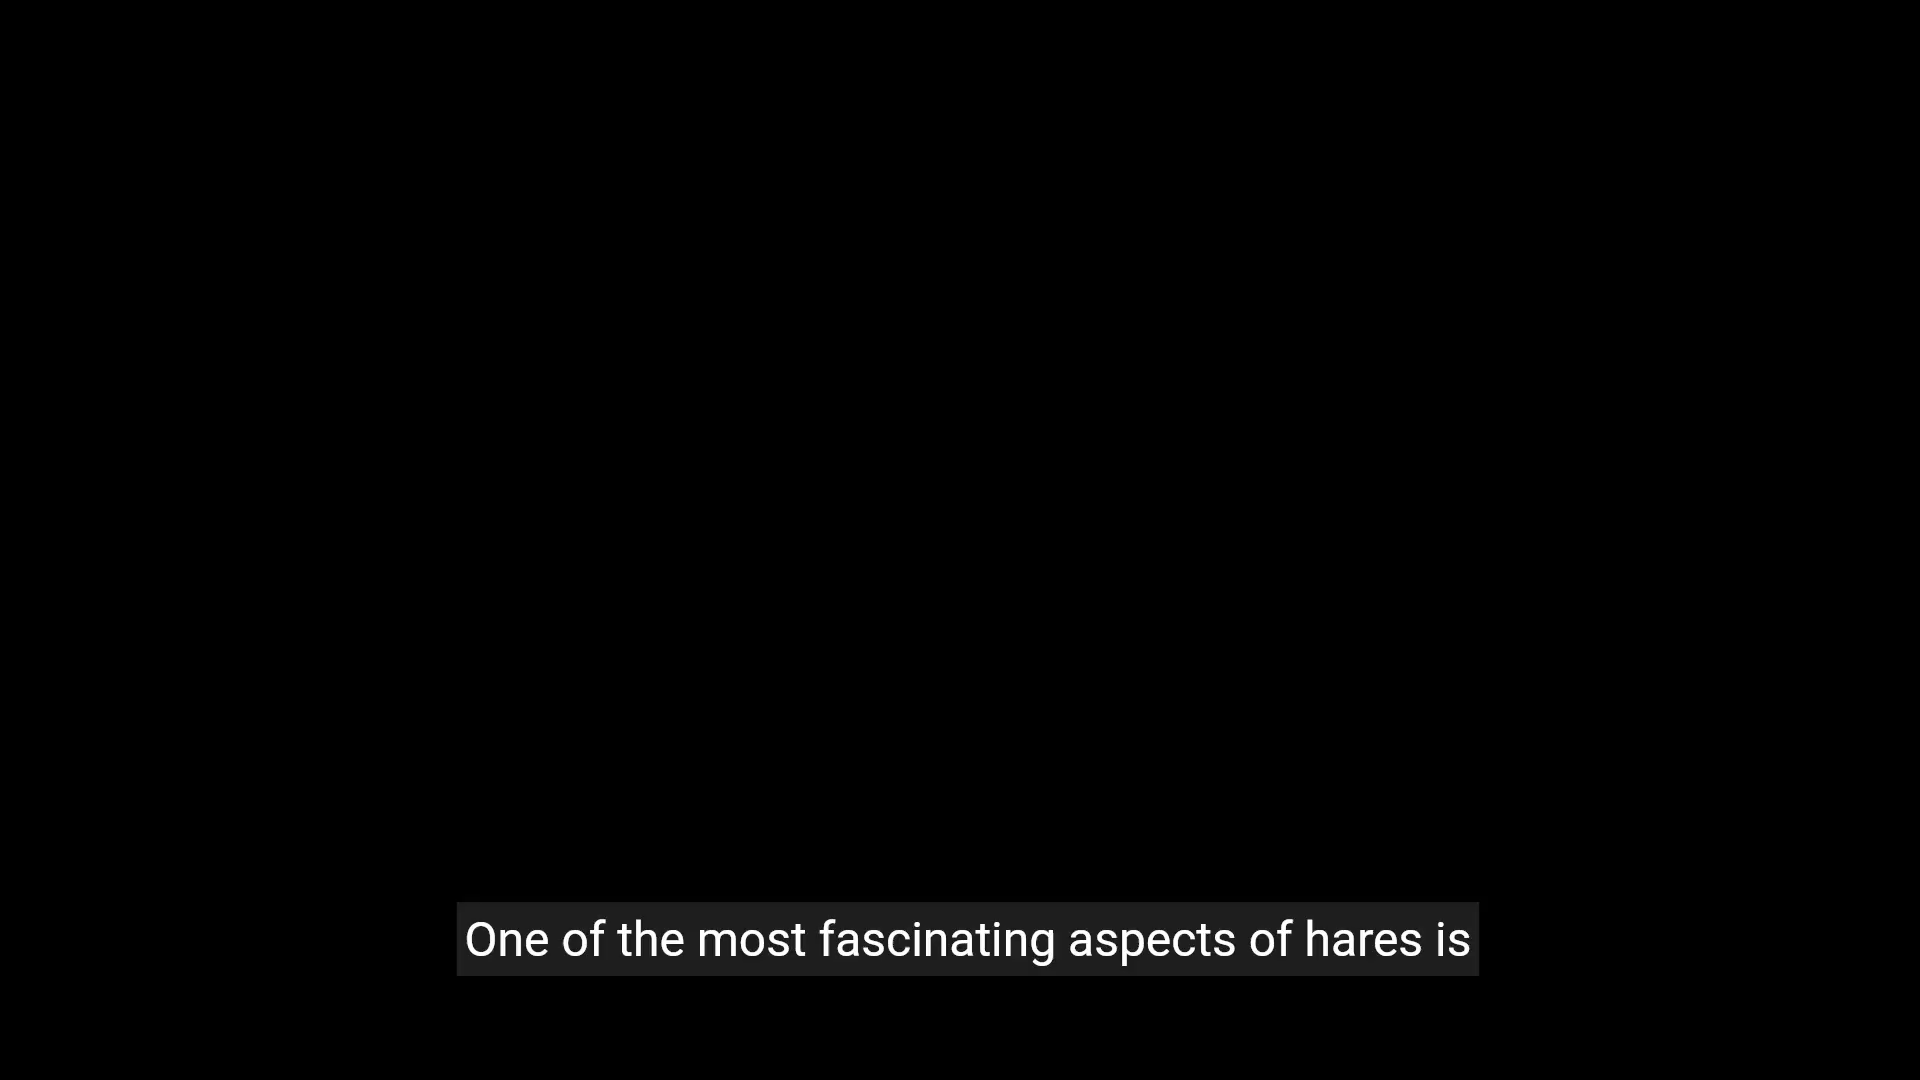 One of the most fascinating aspects of hares is